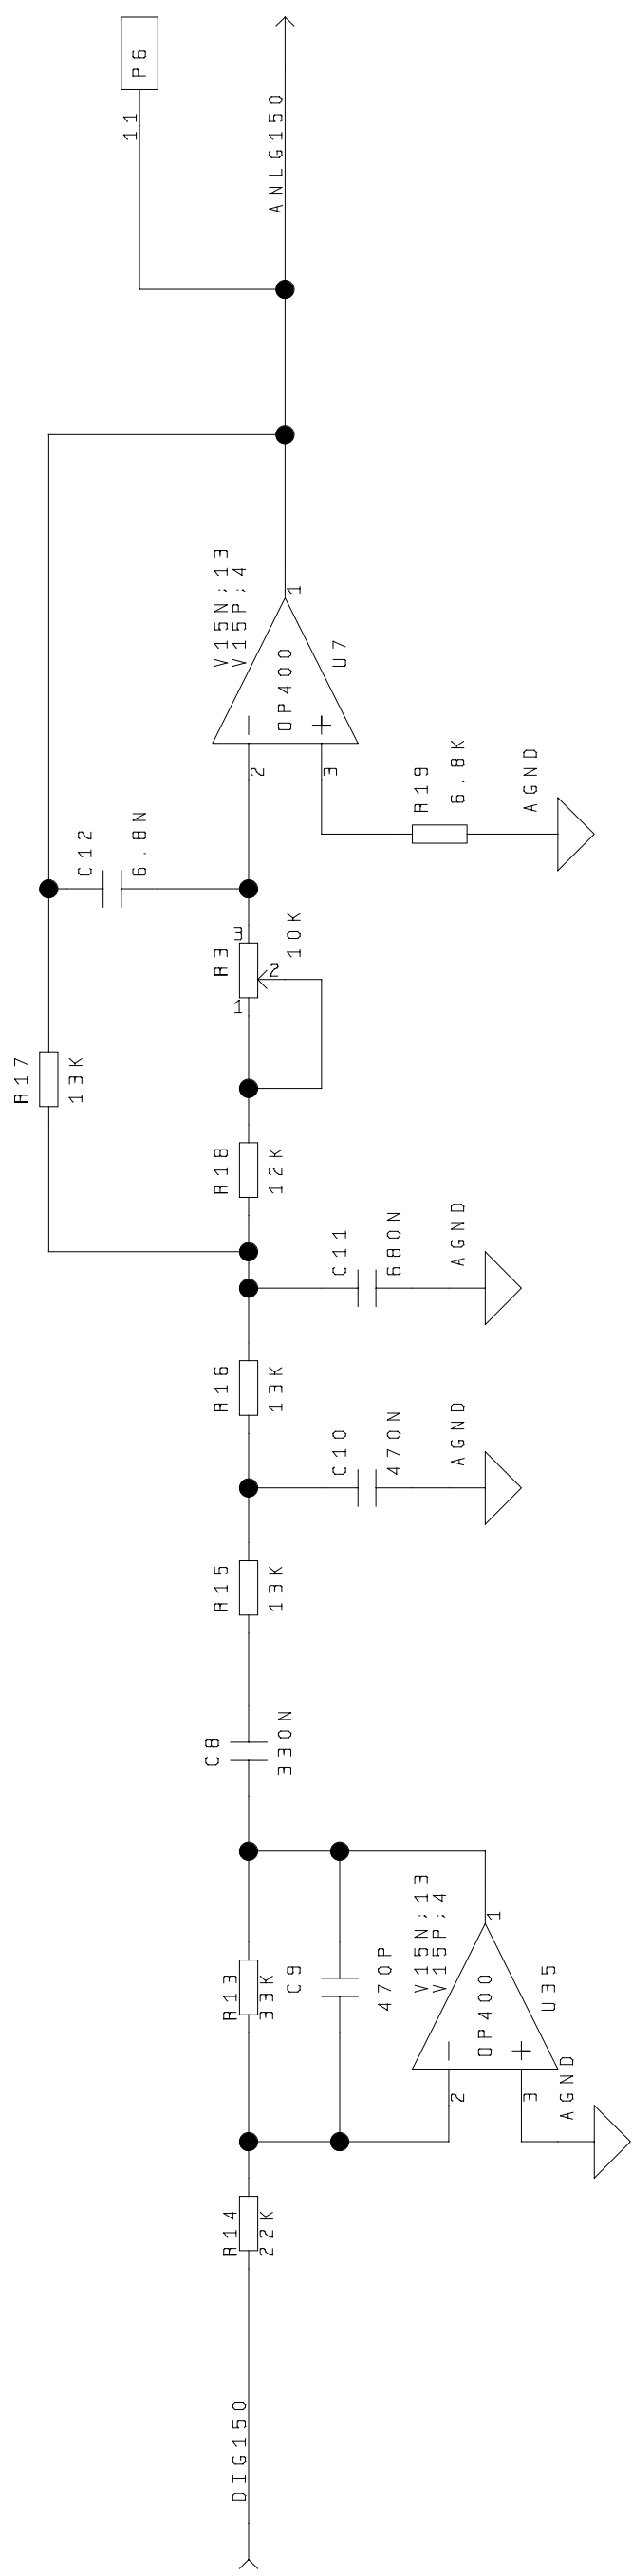 P6
11
ANLG150
V15N;13
V15P;4
1
OP400
U7
2
3
R19
6.8K
AGND
C12
6.8N
R3
3
2
1
10K
R17
13K
R18
12K
C11
680N
AGND
R16
13K
C10
470N
AGND
R15
13K
C8
330N
V15N;13
V15P;4
1
OP400
U35
R13
33K
C9
470P
2
3
AGND
R14
22K
DIG150